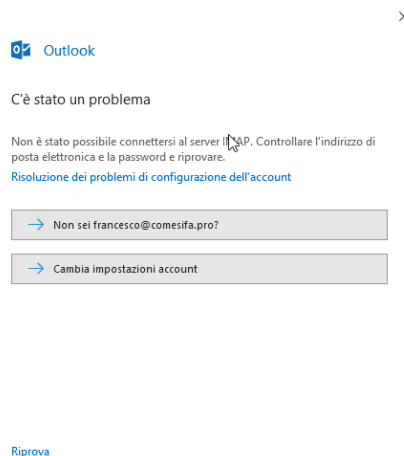 Outlook
C'è stato un problema
Non è stato possibile connettersi al server IMAP. Controllare l'indirizzo di
posta elettronica e la password e riprovare.
Risoluzione dei problemi di configurazione dell'account
Non sei francesco@comesifa.pro?
Cambia impostazioni account
Riprova